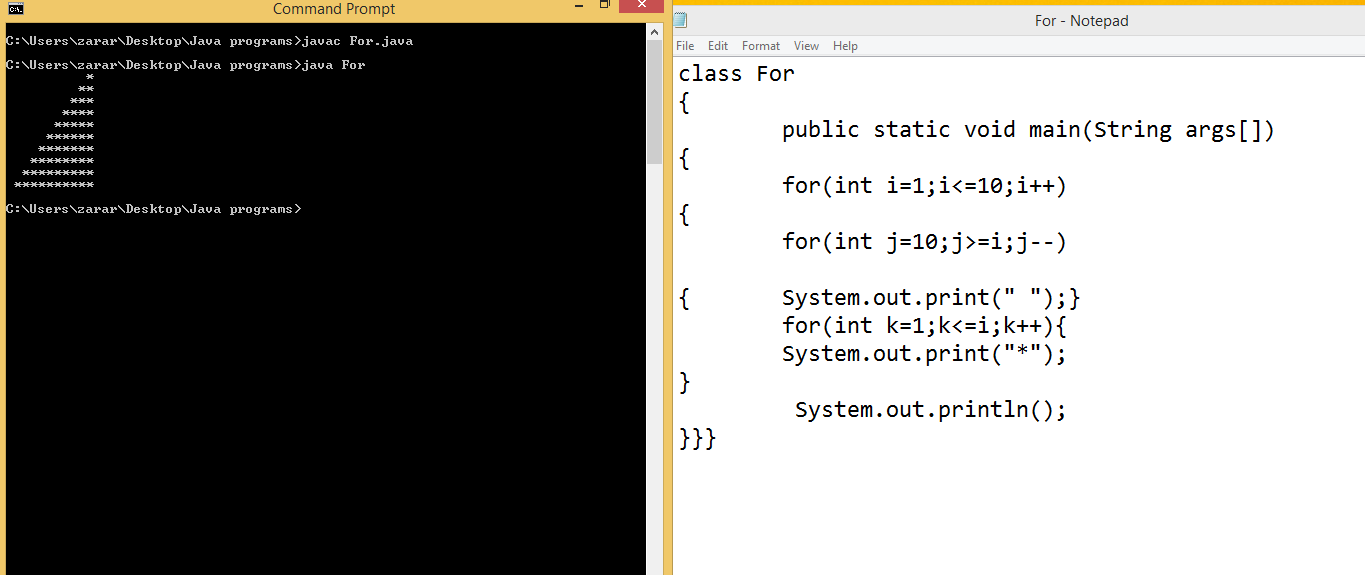 Command Prompt
C:\Users\zarar\Desktop\Java programs>javac For.java
C:\Users\zarar\Desktop\Java programs>java For
*
**
***
****
*****
******
*******
********
*********
**********
C:\Users\zarar\Desktop\Java programs>
For - Notepad
File Edit Format View Help
class For
{
public static void main(String args[])
{
for(int i=1;i<=10;i++)
{
for(int j=10;j>=i;j--)
{ System.out.print(" ");}
for(int k=1;k<=i;k++){
System.out.print("*");
}
System.out.println();
}}}